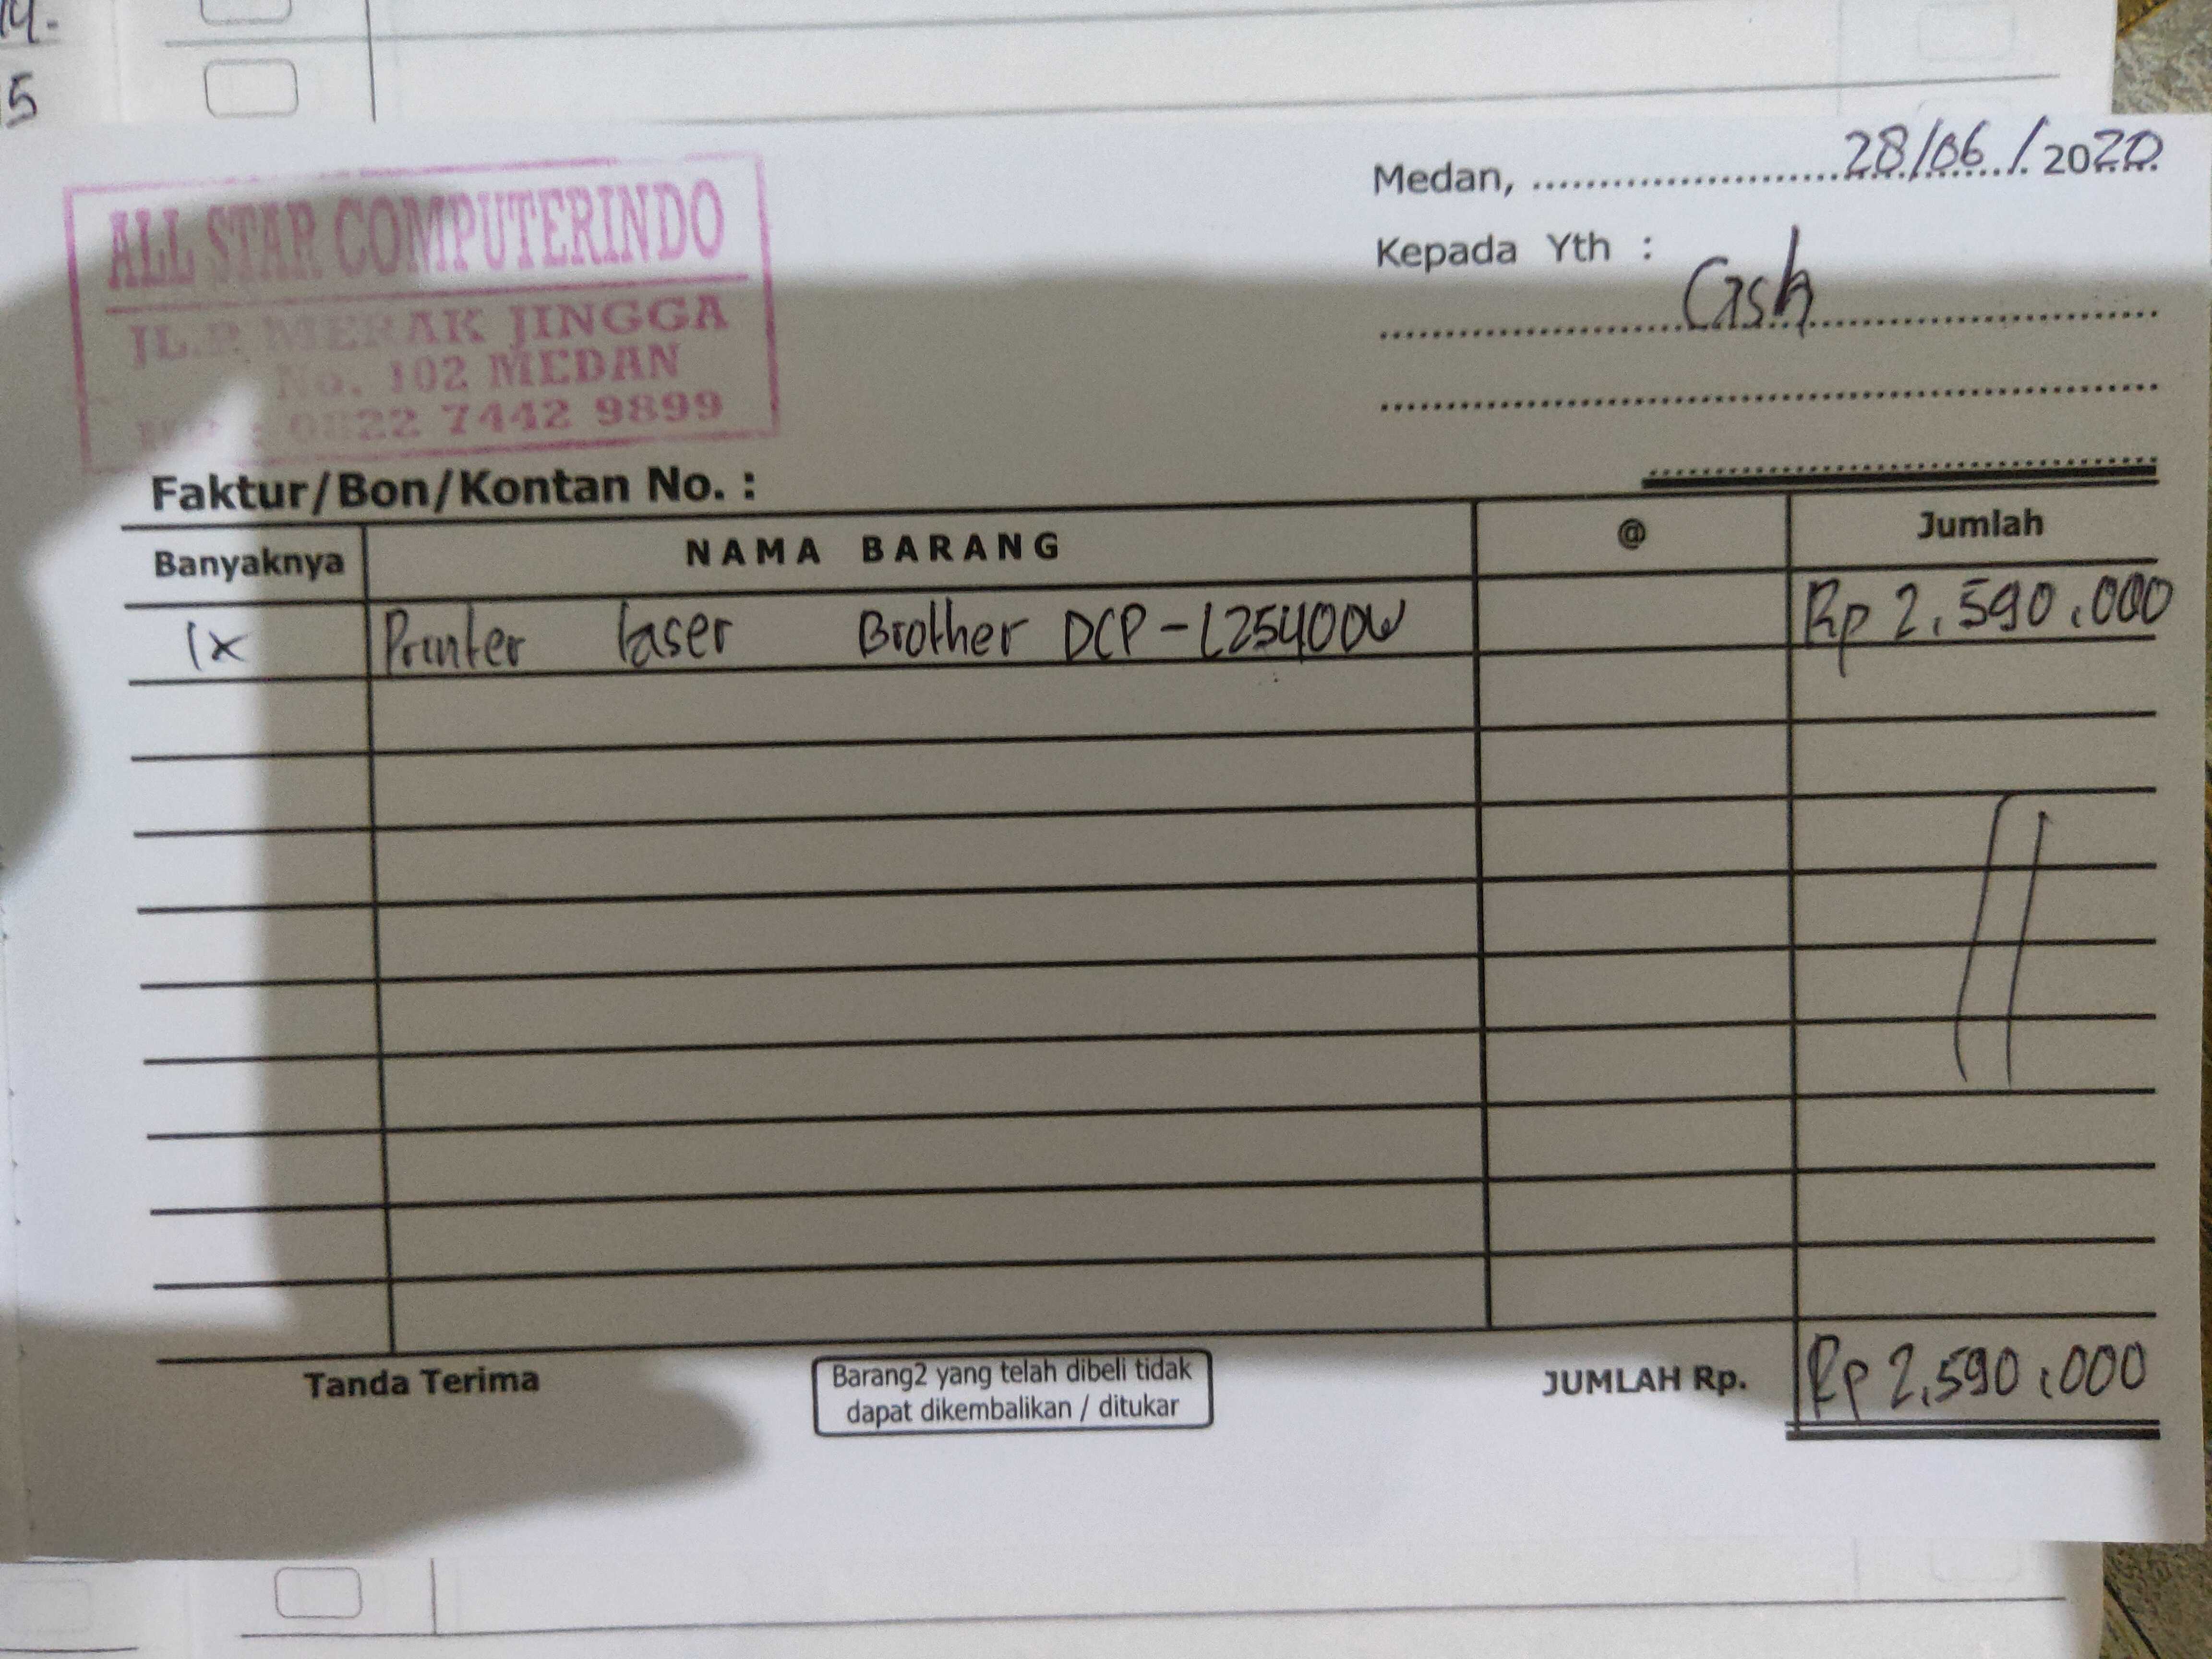 14.
5
ALL STAR COMPUTERINDO
JL.P. MERAK JINGGA
No. 102 MEDAN
HP : 0822 7442 9899
Medan, 28/06/2020
Kepada Yth :
Cash
Faktur/Bon/Kontan No. :
Banyaknya NAMA BARANG @ Jumlah
1x Printer laser Brother DCP-L2540DW Rp 2.590.000
Tanda Terima
Barang2 yang telah dibeli tidak
dapat dikembalikan / ditukar
JUMLAH Rp. Rp 2.590.000